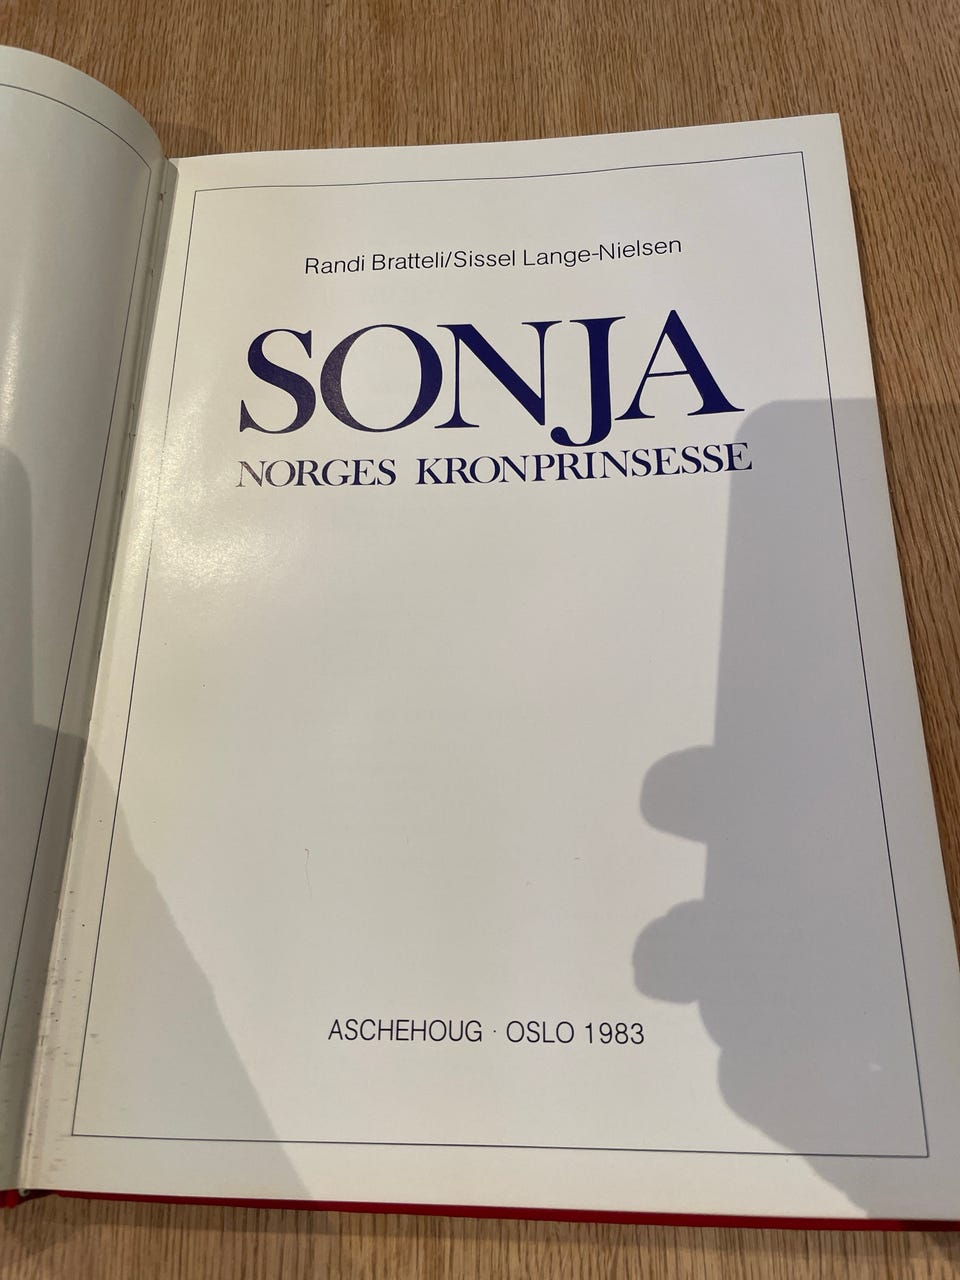 Randi Bratteli/Sissel Lange-Nielsen
SONJA
NORGES KRONPRINSESSE
ASCHEHOUG · OSLO 1983